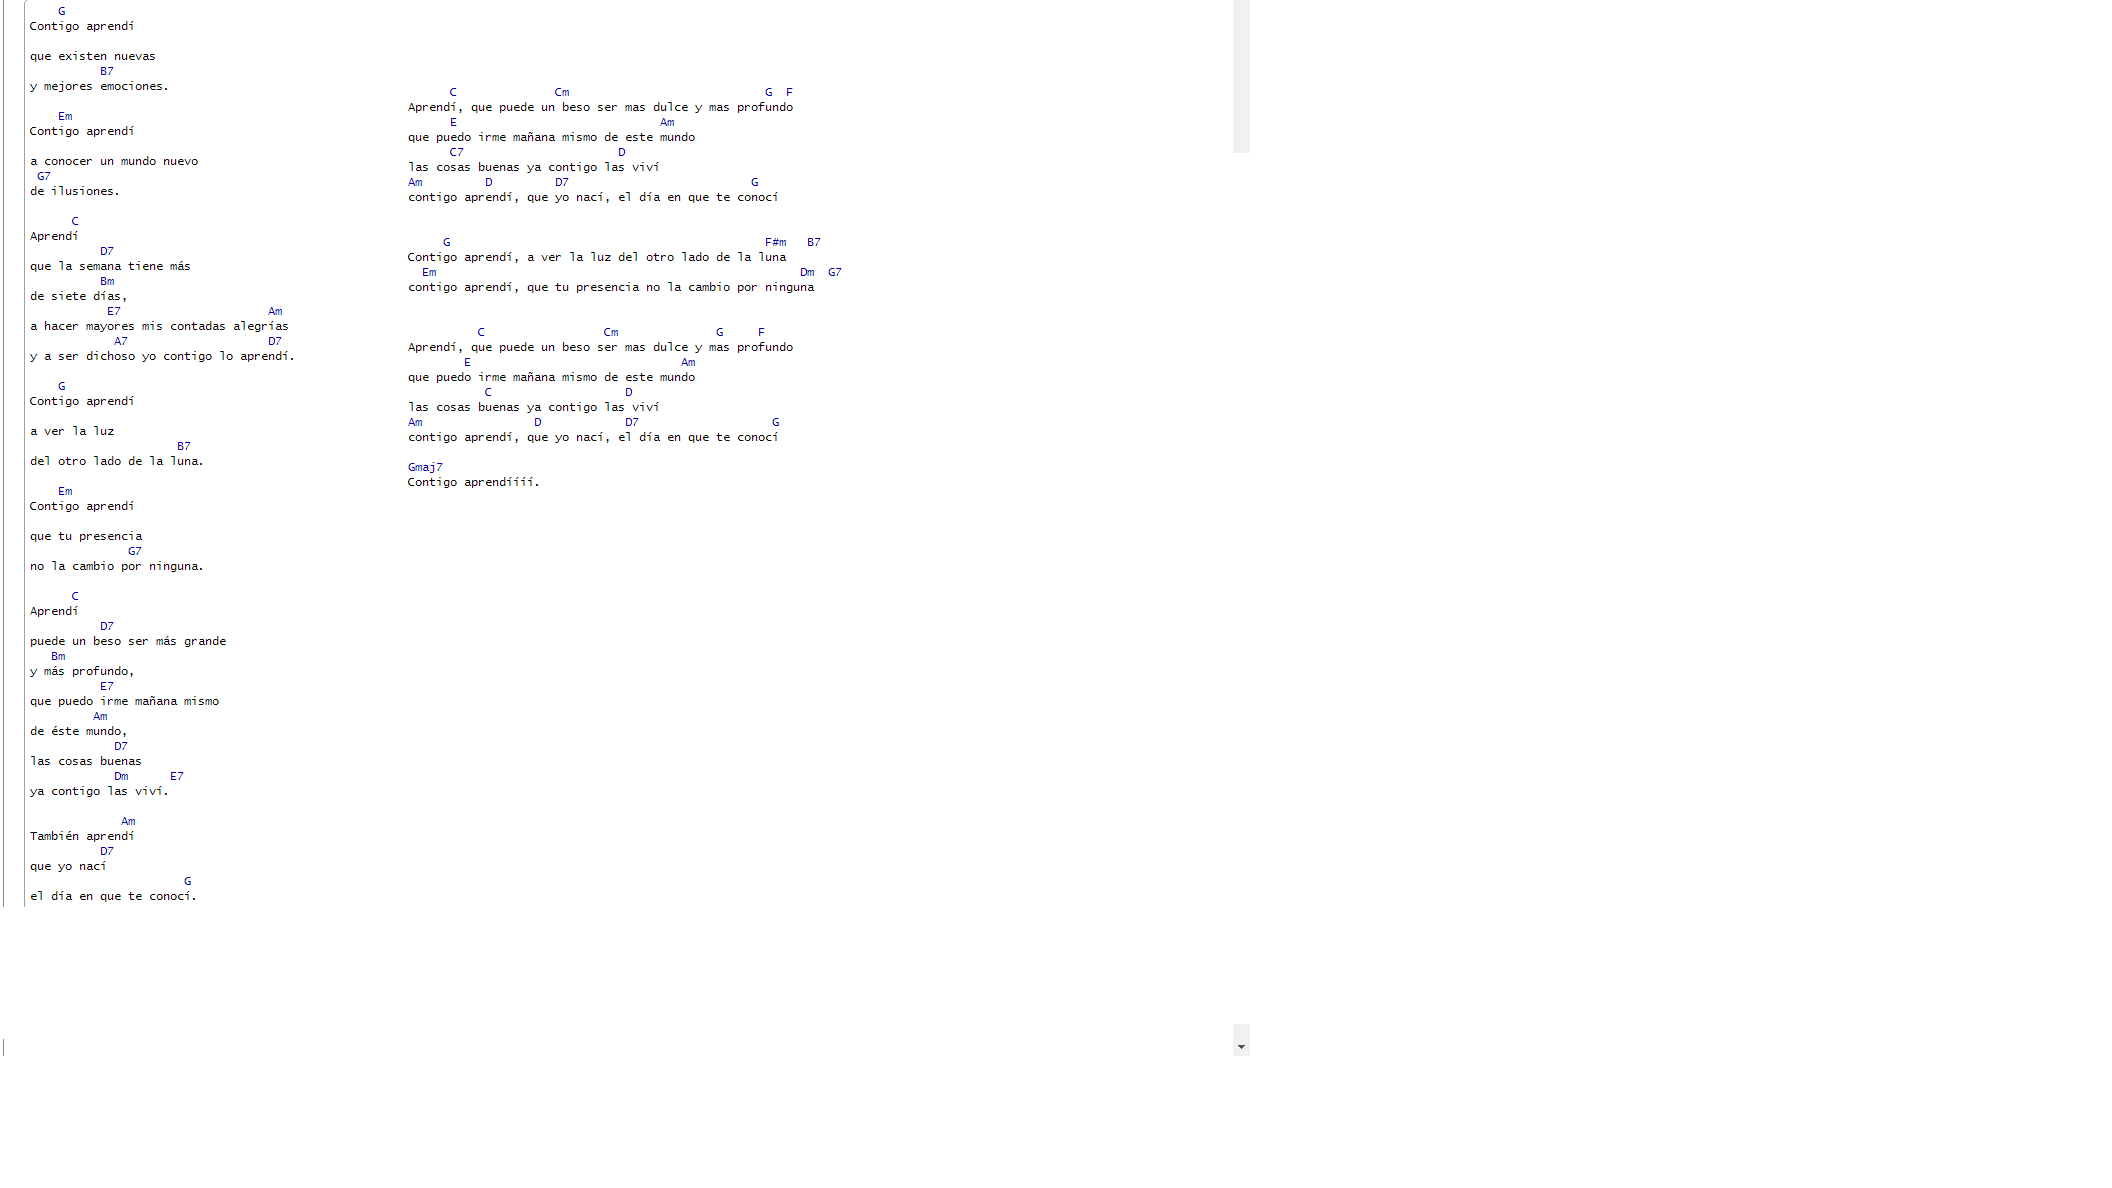 G
Contigo aprendí
que existen nuevas
B7
y mejores emociones.
Em
Contigo aprendí
a conocer un mundo nuevo
G7
de ilusiones.
C
Aprendí
D7
que la semana tiene más
Bm
de siete días,
E7 Am
a hacer mayores mis contadas alegrías
A7 D7
y a ser dichoso yo contigo lo aprendí.
G
Contigo aprendí
a ver la luz
B7
del otro lado de la luna.
Em
Contigo aprendí
que tu presencia
G7
no la cambio por ninguna.
C
Aprendí
D7
puede un beso ser más grande
Bm
y más profundo,
E7
que puedo irme mañana mismo
Am
de éste mundo,
D7
las cosas buenas
Dm E7
ya contigo las viví.
Am
También aprendí
D7
que yo nací
G
el día en que te conocí.
C Cm G F
Aprendí, que puede un beso ser mas dulce y mas profundo
E Am
que puedo irme mañana mismo de este mundo
C7 D
las cosas buenas ya contigo las viví
Am D D7 G
contigo aprendí, que yo nací, el día en que te conocí
G F#m B7
Contigo aprendí, a ver la luz del otro lado de la luna
Em Dm G7
contigo aprendí, que tu presencia no la cambio por ninguna
C Cm G F
Aprendí, que puede un beso ser mas dulce y mas profundo
E Am
que puedo irme mañana mismo de este mundo
C D
las cosas buenas ya contigo las viví
Am D D7 G
contigo aprendí, que yo nací, el día en que te conocí
Gmaj7
Contigo aprendíííí.